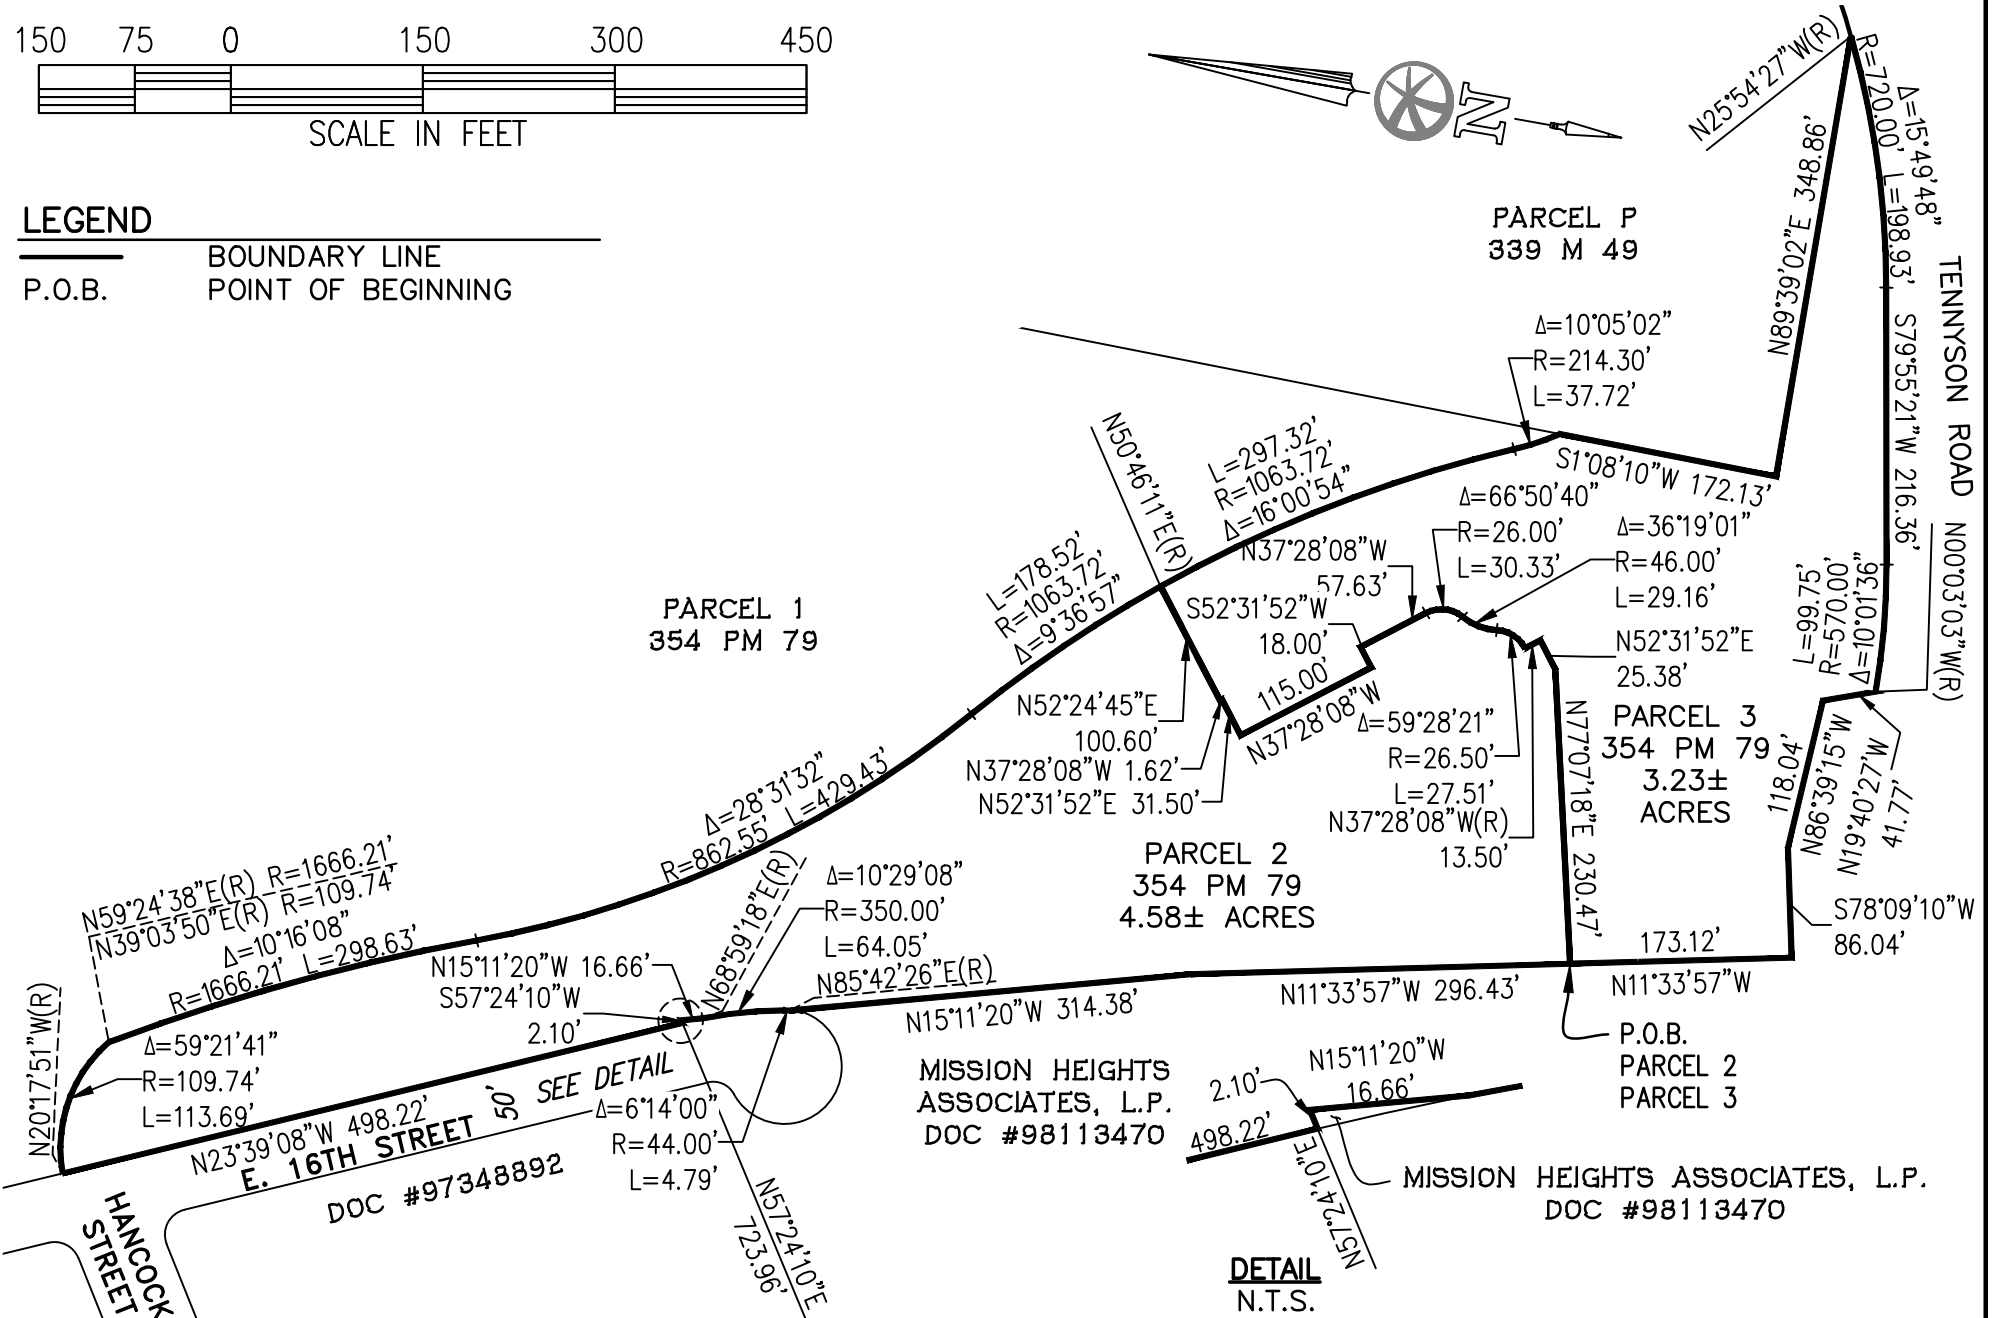 150 75 0 150 300 450
SCALE IN FEET
LEGEND
BOUNDARY LINE
P.O.B. POINT OF BEGINNING
N
N25°54'27"W(R)
R=720.00' L=198.93'
Δ=15°49'48"
N89°39'02"E 348.86'
PARCEL P
339 M 49
TENNYSON ROAD
S79°55'21"W 216.36'
Δ=10°05'02"
R=214.30'
L=37.72'
S1°08'10"W 172.13'
N50°46'11"E(R)
L=297.32'
R=1063.72'
Δ=16°00'54"
Δ=66°50'40"
R=26.00'
L=30.33'
Δ=36°19'01"
R=46.00'
L=29.16'
N37°28'08"W
57.63'
S52°31'52"W
18.00'
115.00'
N37°28'08"W
N52°31'52"E
25.38'
L=99.75'
R=570.00'
Δ=10°01'36"
N00°03'03"W(R)
L=178.52'
R=1063.72'
Δ=9°36'57"
PARCEL 1
354 PM 79
N52°24'45"E
100.60'
N37°28'08"W 1.62'
N52°31'52"E 31.50'
Δ=59°28'21"
R=26.50'
L=27.51'
N37°28'08"W(R)
13.50'
PARCEL 3
354 PM 79
3.23±
ACRES
N77°07'18"E 230.47'
118.04'
N86°39'15"W
N19°40'27"W
41.77'
S78°09'10"W
86.04'
173.12'
N11°33'57"W
PARCEL 2
354 PM 79
4.58± ACRES
Δ=28°31'32"
R=862.55' L=429.43'
N59°24'38"E(R) R=1666.21'
N39°03'50"E(R) R=109.74'
Δ=10°16'08"
R=1666.21' L=298.63'
N20°17'51"W(R)
Δ=59°21'41"
R=109.74'
L=113.69'
N15°11'20"W 16.66'
S57°24'10"W
2.10'
N68°59'18"E(R)
Δ=10°29'08"
R=350.00'
L=64.05'
N85°42'26"E(R)
N15°11'20"W 314.38'
N11°33'57"W 296.43'
P.O.B.
PARCEL 2
PARCEL 3
N23°39'08"W 498.22'
E. 16TH STREET 50' SEE DETAIL
DOC #97348892
Δ=6°14'00"
R=44.00'
L=4.79'
N57°24'10"E
723.96'
HANCOCK
STREET
MISSION HEIGHTS
ASSOCIATES, L.P.
DOC #98113470
N15°11'20"W
2.10' 16.66'
498.22'
N57°24'10"E
MISSION HEIGHTS ASSOCIATES, L.P.
DOC #98113470
DETAIL
N.T.S.